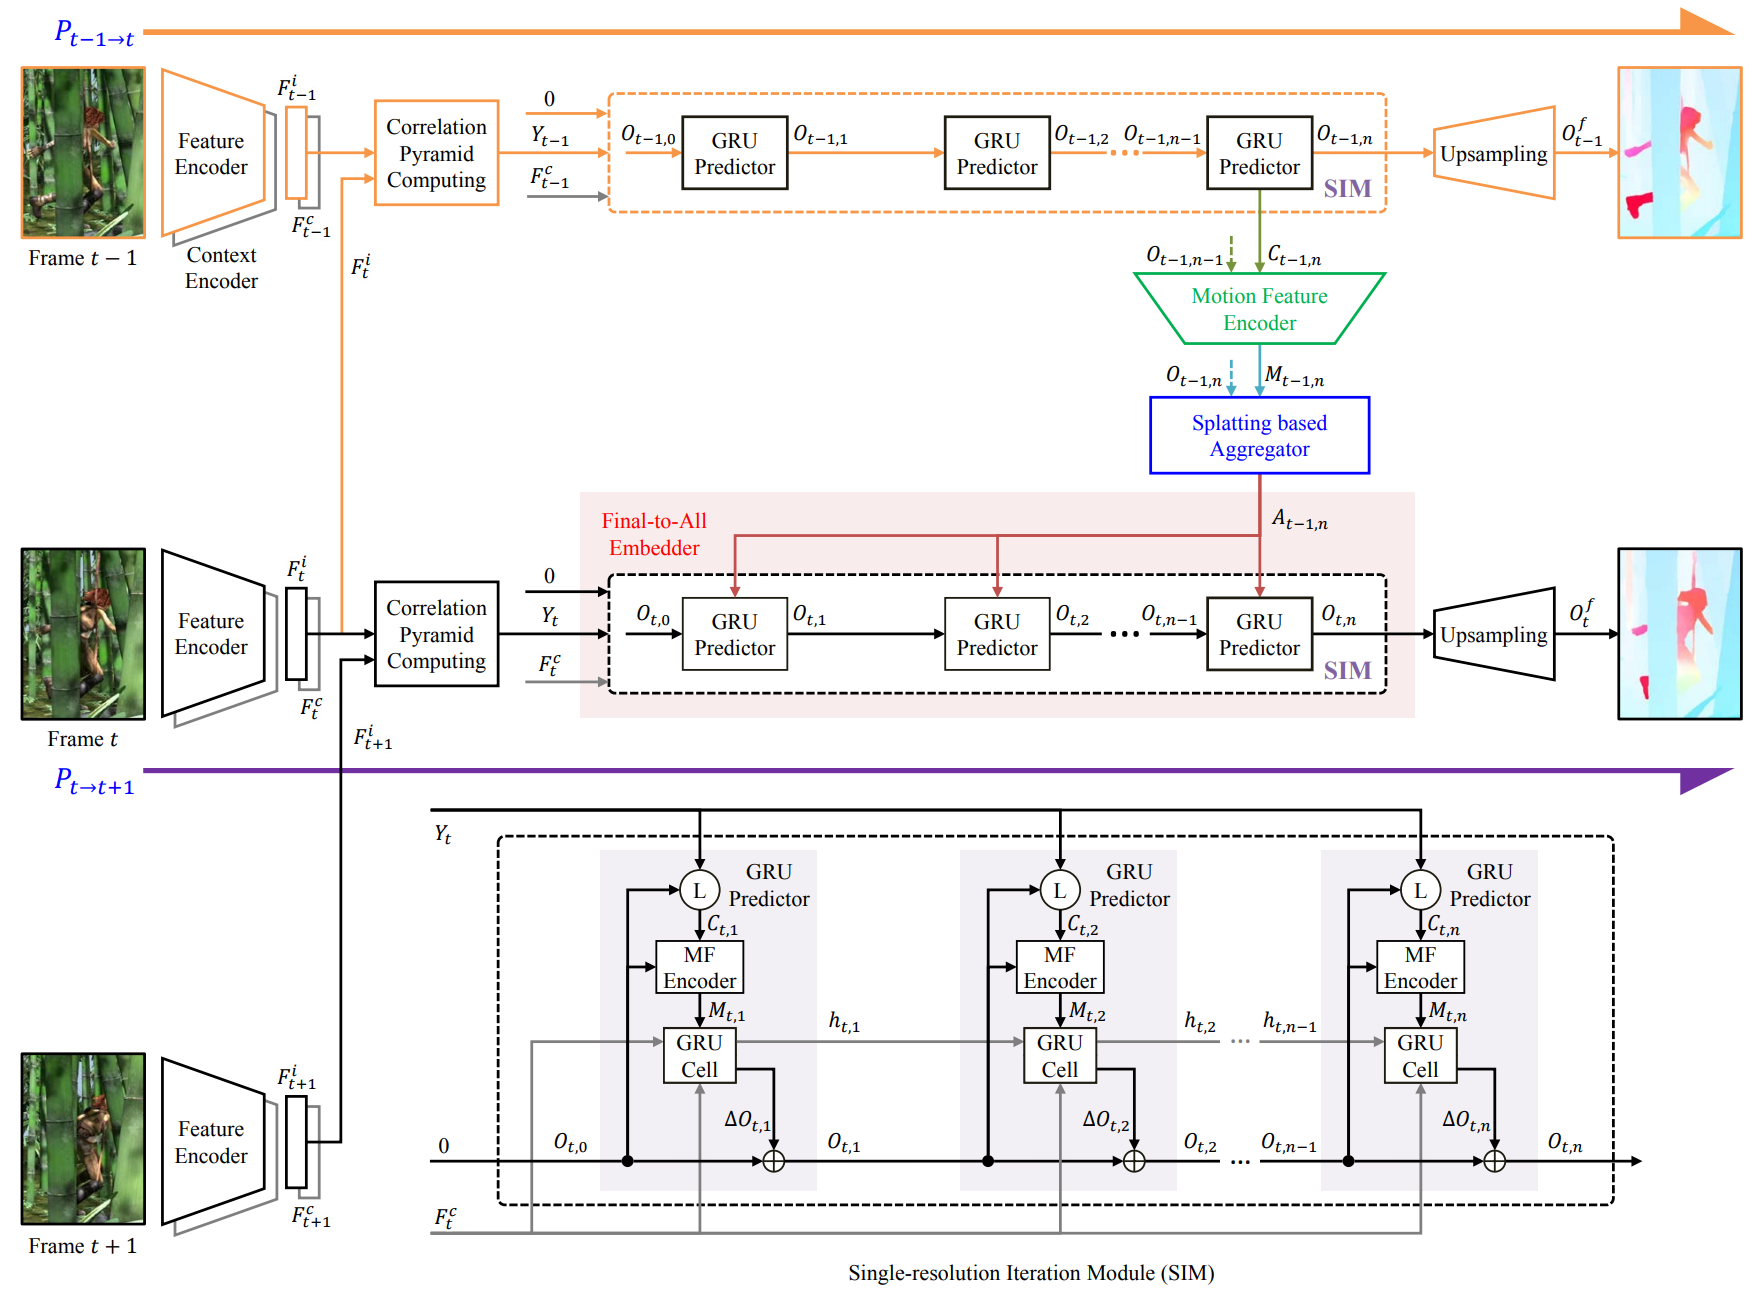 P_{t−1→t}
Feature
Encoder
Context
Encoder
Frame t − 1
F^i_{t−1}
F^c_{t−1}
F^i_t
Correlation
Pyramid
Computing
0
Y_{t−1}
F^c_{t−1}
O_{t−1,0}
GRU
Predictor
O_{t−1,1}
GRU
Predictor
O_{t−1,2}
O_{t−1,n−1}
GRU
Predictor
O_{t−1,n}
SIM
Upsampling
O^f_{t−1}
O_{t−1,n−1}
C_{t−1,n}
Motion Feature
Encoder
O_{t−1,n}
M_{t−1,n}
Splatting based
Aggregator
A_{t−1,n}
Final-to-All
Embedder
Feature
Encoder
Frame t
F^i_t
F^c_t
F^i_{t+1}
Correlation
Pyramid
Computing
0
Y_t
F^c_t
O_{t,0}
GRU
Predictor
O_{t,1}
GRU
Predictor
O_{t,2}
O_{t,n−1}
GRU
Predictor
O_{t,n}
SIM
Upsampling
O^f_t
P_{t→t+1}
Feature
Encoder
Frame t + 1
F^i_{t+1}
F^c_{t+1}
Y_t
L
GRU
Predictor
C_{t,1}
MF
Encoder
M_{t,1}
GRU
Cell
h_{t,1}
ΔO_{t,1}
L
GRU
Predictor
C_{t,2}
MF
Encoder
M_{t,2}
GRU
Cell
h_{t,2}
h_{t,n−1}
ΔO_{t,2}
L
GRU
Predictor
C_{t,n}
MF
Encoder
M_{t,n}
GRU
Cell
ΔO_{t,n}
0
O_{t,0}
O_{t,1}
O_{t,2}
O_{t,n−1}
O_{t,n}
F^c_t
Single-resolution Iteration Module (SIM)